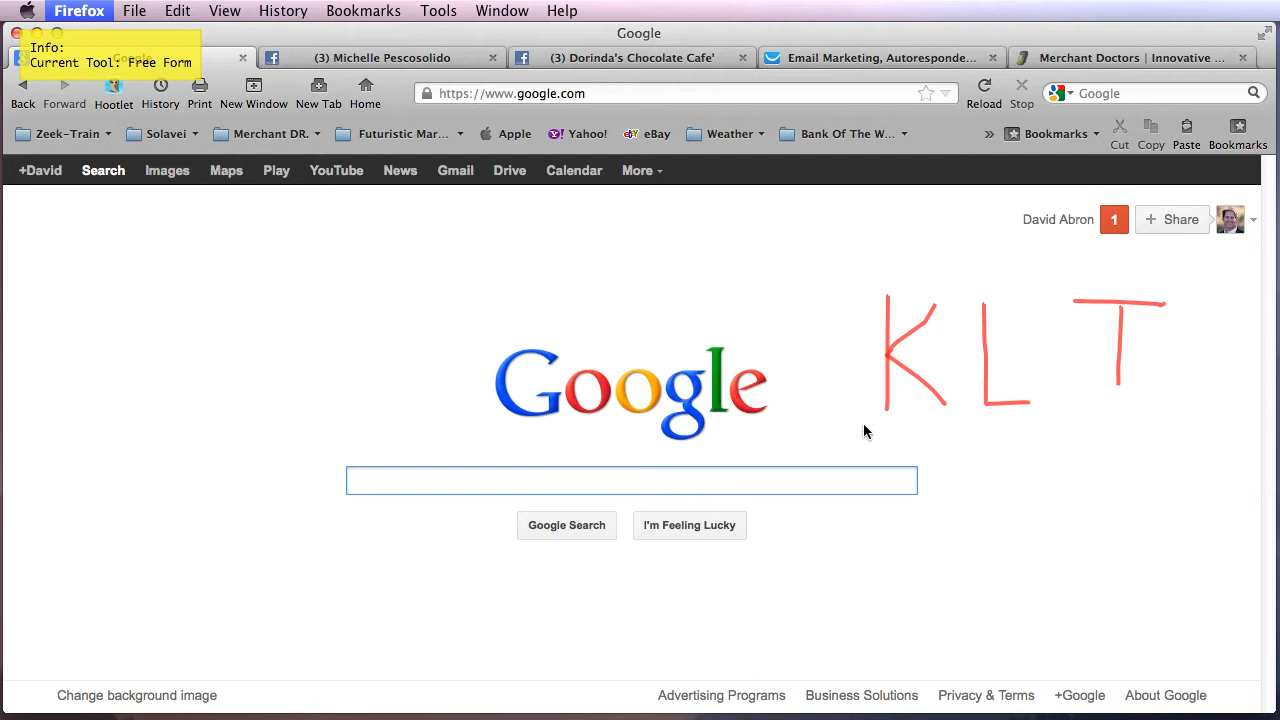 Firefox File Edit View History Bookmarks Tools Window Help
Google
Info:
Current Tool: Free Form
Google
(3) Michelle Pescosolido
(3) Dorinda's Chocolate Cafe'
Email Marketing, Autoresponde...
Merchant Doctors | Innovative ...
Back Forward Hootlet History Print New Window New Tab Home
https://www.google.com
Reload Stop
Google
Zeek-Train Solavei Merchant DR. Futuristic Mar... Apple Yahoo! eBay Weather Bank Of The W... » Bookmarks Cut Copy Paste Bookmarks
+David Search Images Maps Play YouTube News Gmail Drive Calendar More
David Abron 1 + Share
K L T
Google
Google Search I'm Feeling Lucky
Change background image Advertising Programs Business Solutions Privacy & Terms +Google About Google